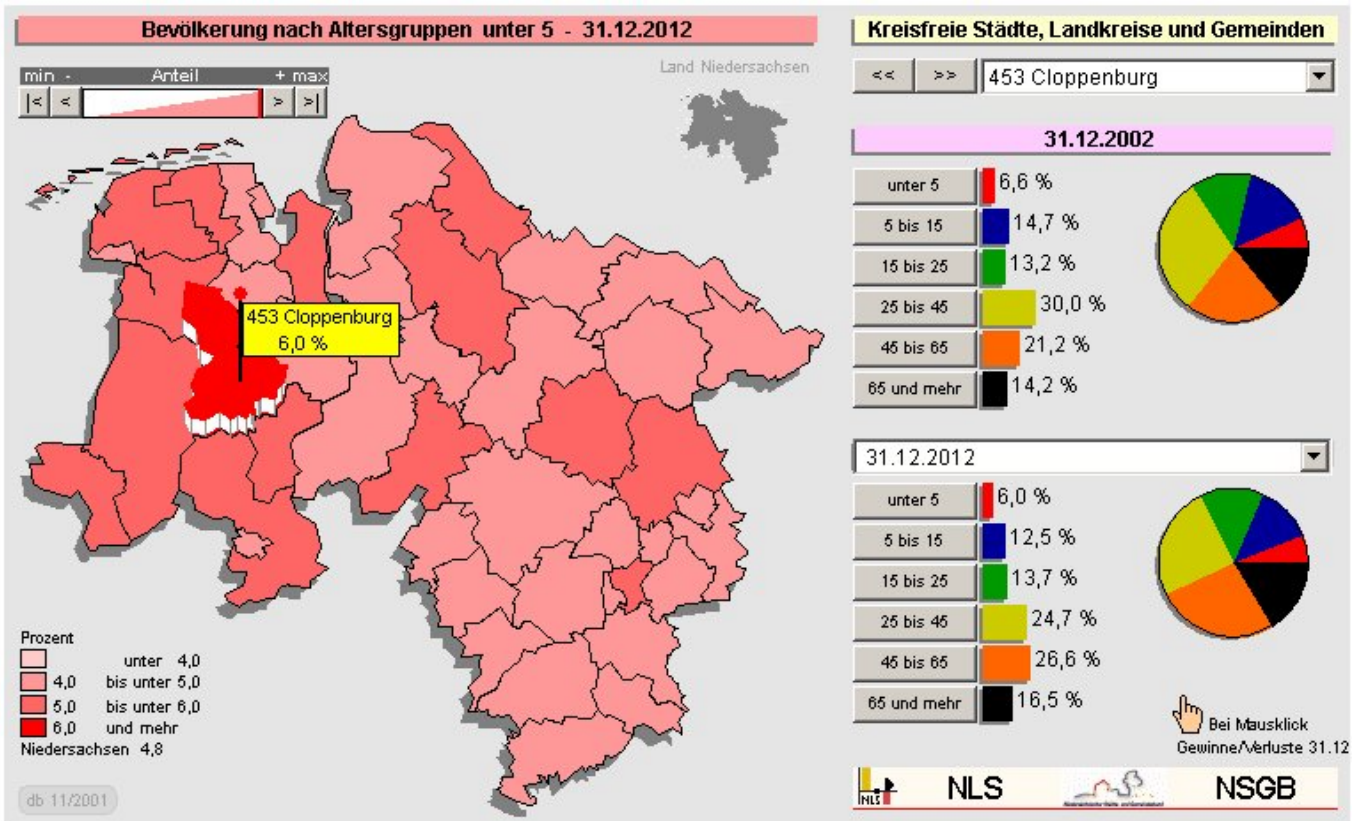 Bevölkerung nach Altersgruppen unter 5 - 31.12.2012
min - Anteil + max
|< < > >|
Land Niedersachsen
453 Cloppenburg
6,0 %
Prozent
unter 4,0
4,0 bis unter 5,0
5,0 bis unter 6,0
6,0 und mehr
Niedersachsen 4,8
db 11/2001
Kreisfreie Städte, Landkreise und Gemeinden
<< >> 453 Cloppenburg
31.12.2002
unter 5 6,6 %
5 bis 15 14,7 %
15 bis 25 13,2 %
25 bis 45 30,0 %
45 bis 65 21,2 %
65 und mehr 14,2 %
31.12.2012
unter 5 6,0 %
5 bis 15 12,5 %
15 bis 25 13,7 %
25 bis 45 24,7 %
45 bis 65 26,6 %
65 und mehr 16,5 %
Bei Mausklick
Gewinne/Verluste 31.12
NLS NLS NSGB